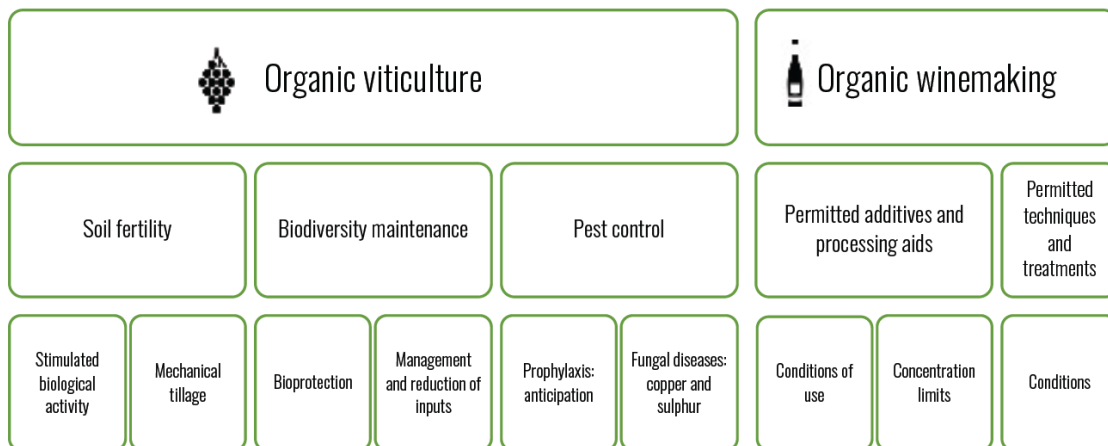 Organic viticulture
Organic winemaking
Soil fertility
Biodiversity maintenance
Pest control
Permitted additives and
processing aids
Permitted
techniques
and
treatments
Stimulated
biological
activity
Mechanical
tillage
Bioprotection
Management
and reduction of
inputs
Prophylaxis:
anticipation
Fungal diseases:
copper and
sulphur
Conditions of
use
Concentration
limits
Conditions